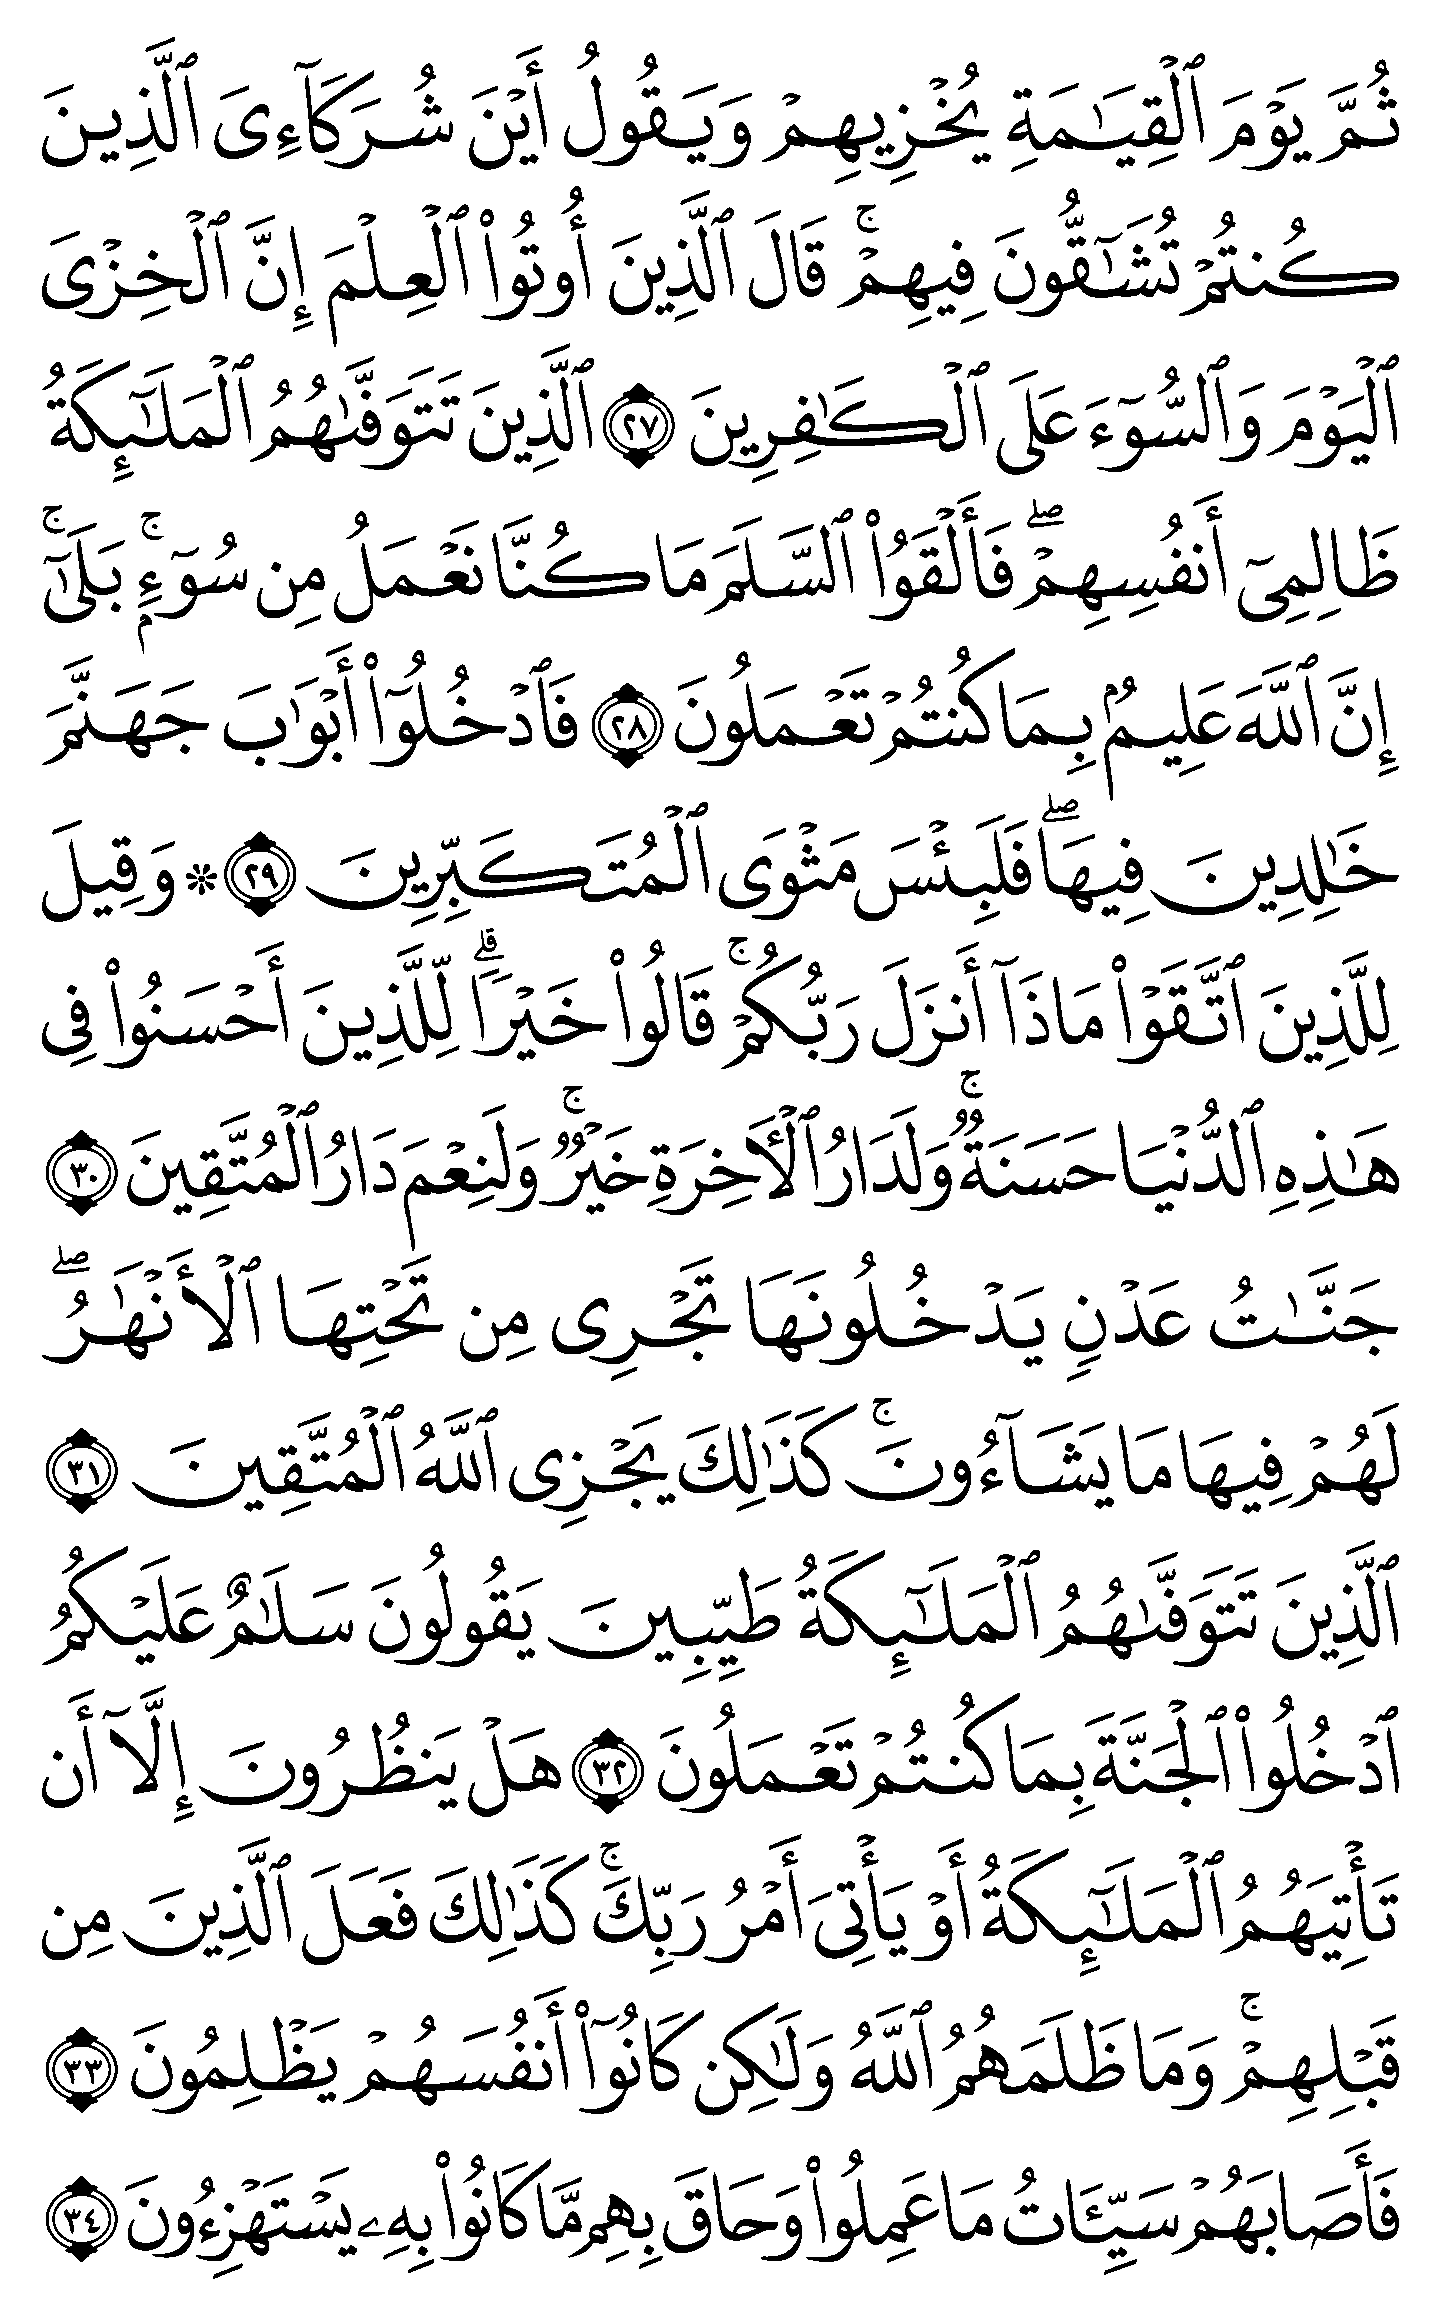 ثُمَّ يَوْمَ ٱلْقِيَـٰمَةِ يُخْزِيهِمْ وَيَقُولُ أَيْنَ شُرَكَآءِىَ ٱلَّذِينَ
كُنتُمْ تُشَـٰٓقُّونَ فِيهِمْ ۚ قَالَ ٱلَّذِينَ أُوتُوا۟ ٱلْعِلْمَ إِنَّ ٱلْخِزْىَ
ٱلْيَوْمَ وَٱلسُّوٓءَ عَلَى ٱلْكَـٰفِرِينَ ٢٧ ٱلَّذِينَ تَتَوَفَّىٰهُمُ ٱلْمَلَـٰٓئِكَةُ
ظَالِمِىٓ أَنفُسِهِمْ ۖ فَأَلْقَوُا۟ ٱلسَّلَمَ مَا كُنَّا نَعْمَلُ مِن سُوٓءٍۭ ۚ بَلَىٰٓ ۚ
إِنَّ ٱللَّهَ عَلِيمٌۢ بِمَا كُنتُمْ تَعْمَلُونَ ٢٨ فَٱدْخُلُوٓا۟ أَبْوَٰبَ جَهَنَّمَ
خَـٰلِدِينَ فِيهَا ۖ فَلَبِئْسَ مَثْوَى ٱلْمُتَكَبِّرِينَ ٢٩ ۞ وَقِيلَ
لِلَّذِينَ ٱتَّقَوْا۟ مَاذَآ أَنزَلَ رَبُّكُمْ ۚ قَالُوا۟ خَيْرًا ۗ لِّلَّذِينَ أَحْسَنُوا۟ فِى
هَـٰذِهِ ٱلدُّنْيَا حَسَنَةٌ ۚ وَلَدَارُ ٱلْـَٔاخِرَةِ خَيْرٌ ۚ وَلَنِعْمَ دَارُ ٱلْمُتَّقِينَ ٣٠
جَنَّـٰتُ عَدْنٍ يَدْخُلُونَهَا تَجْرِى مِن تَحْتِهَا ٱلْأَنْهَـٰرُ ۖ
لَهُمْ فِيهَا مَا يَشَآءُونَ ۚ كَذَٰلِكَ يَجْزِى ٱللَّهُ ٱلْمُتَّقِينَ ٣١
ٱلَّذِينَ تَتَوَفَّىٰهُمُ ٱلْمَلَـٰٓئِكَةُ طَيِّبِينَ يَقُولُونَ سَلَـٰمٌ عَلَيْكُمُ
ٱدْخُلُوا۟ ٱلْجَنَّةَ بِمَا كُنتُمْ تَعْمَلُونَ ٣٢ هَلْ يَنظُرُونَ إِلَّآ أَن
تَأْتِيَهُمُ ٱلْمَلَـٰٓئِكَةُ أَوْ يَأْتِىَ أَمْرُ رَبِّكَ ۚ كَذَٰلِكَ فَعَلَ ٱلَّذِينَ مِن
قَبْلِهِمْ ۚ وَمَا ظَلَمَهُمُ ٱللَّهُ وَلَـٰكِن كَانُوٓا۟ أَنفُسَهُمْ يَظْلِمُونَ ٣٣
فَأَصَابَهُمْ سَيِّـَٔاتُ مَا عَمِلُوا۟ وَحَاقَ بِهِم مَّا كَانُوا۟ بِهِۦ يَسْتَهْزِءُونَ ٣٤